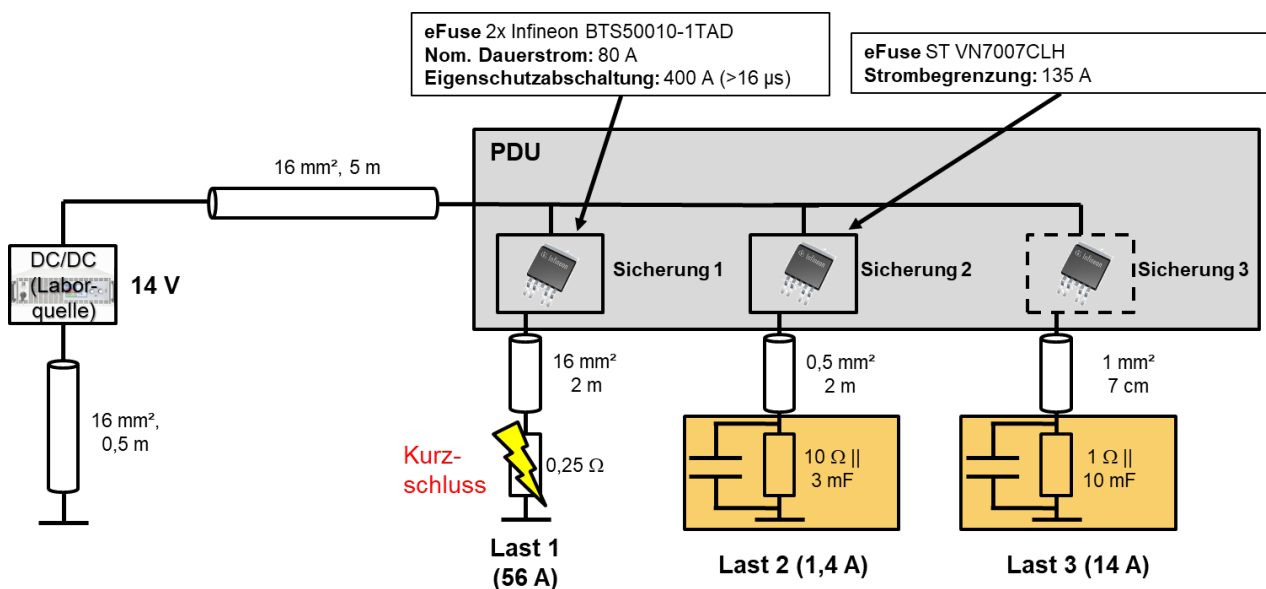 eFuse 2x Infineon BTS50010-1TAD
Nom. Dauerstrom: 80 A
Eigenschutzabschaltung: 400 A (>16 µs)
eFuse ST VN7007CLH
Strombegrenzung: 135 A
PDU
16 mm², 5 m
DC/DC
(Labor-
quelle)
14 V
Infineon
Sicherung 1
Infineon
Sicherung 2
Infineon
Sicherung 3
16 mm²
2 m
0,5 mm²
2 m
1 mm²
7 cm
16 mm²,
0,5 m
Kurz-
schluss
0,25 Ω
10 Ω ||
3 mF
1 Ω ||
10 mF
Last 1
(56 A)
Last 2 (1,4 A)
Last 3 (14 A)